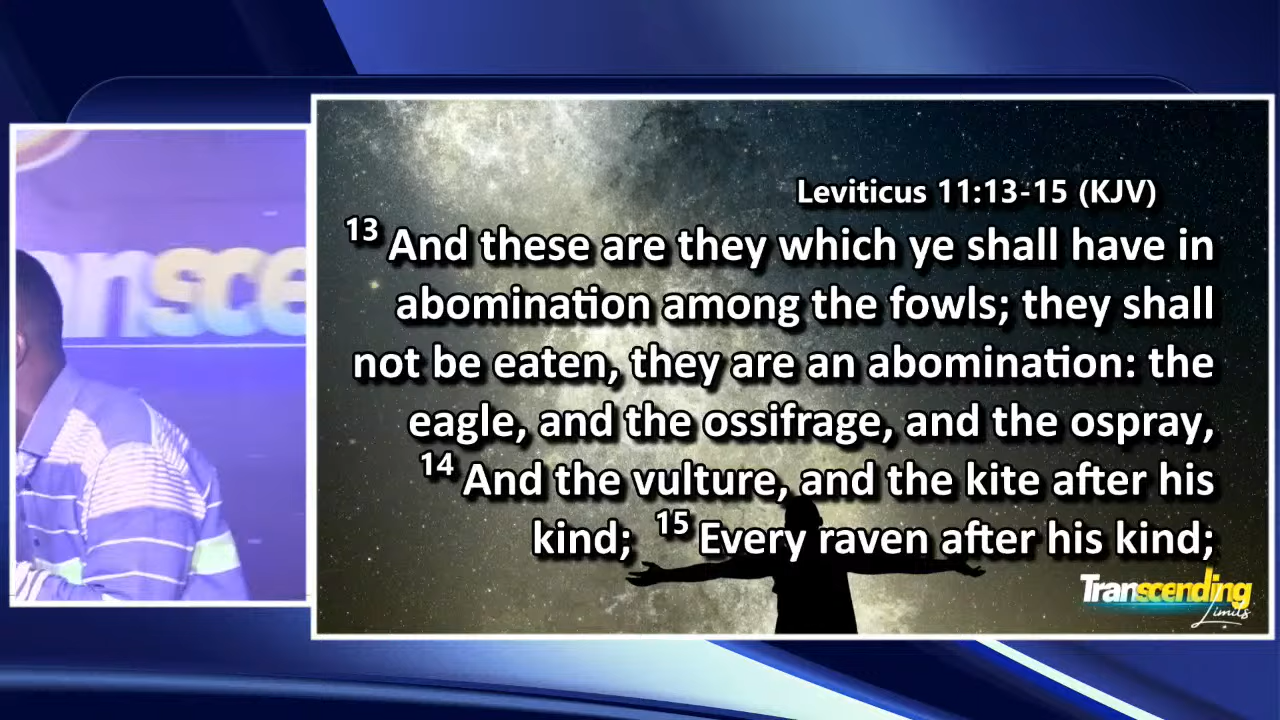 ansce
Leviticus 11:13-15 (KJV)
13 And these are they which ye shall have in
abomination among the fowls; they shall
not be eaten, they are an abomination: the
eagle, and the ossifrage, and the ospray,
14 And the vulture, and the kite after his
kind; 15 Every raven after his kind;
Transcending
Limits